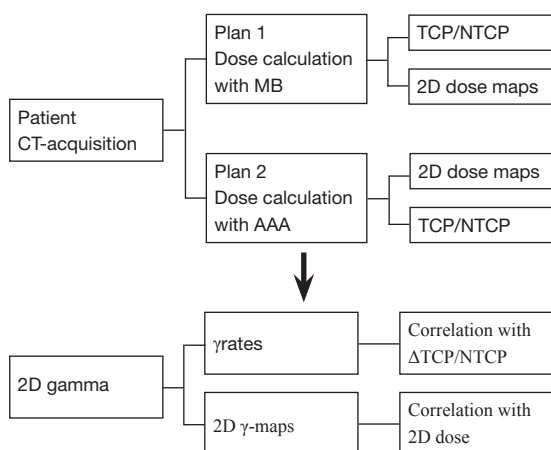 Plan 1
Dose calculation
with MB
TCP/NTCP
2D dose maps
Patient
CT-acquisition
Plan 2
Dose calculation
with AAA
2D dose maps
TCP/NTCP
γrates
Correlation with
ΔTCP/NTCP
2D gamma
2D γ-maps
Correlation with
2D dose